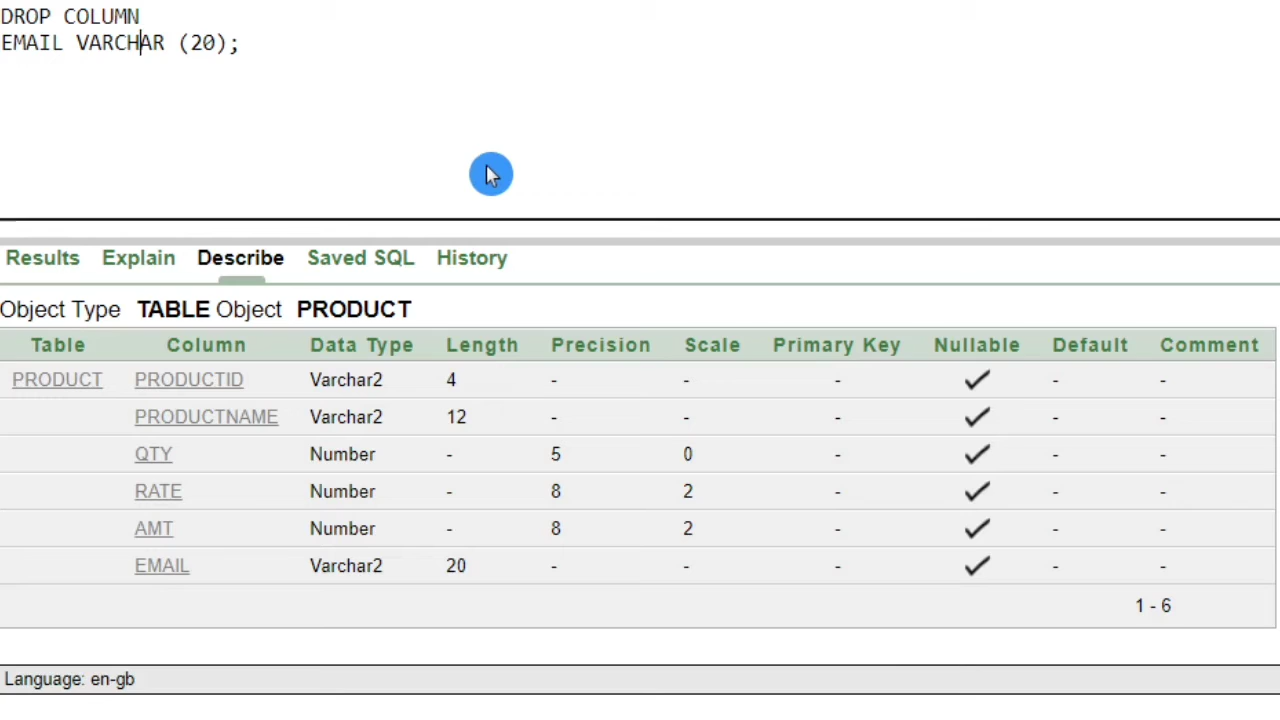 DROP COLUMN
EMAIL VARCHAR (20);
Results Explain Describe Saved SQL History
Object Type TABLE Object PRODUCT
Table Column Data Type Length Precision Scale Primary Key Nullable Default Comment
PRODUCT PRODUCTID Varchar2 4 - - - - -
PRODUCTNAME Varchar2 12 - - - - -
QTY Number - 5 0 - - -
RATE Number - 8 2 - - -
AMT Number - 8 2 - - -
EMAIL Varchar2 20 - - - - -
1 - 6
Language: en-gb